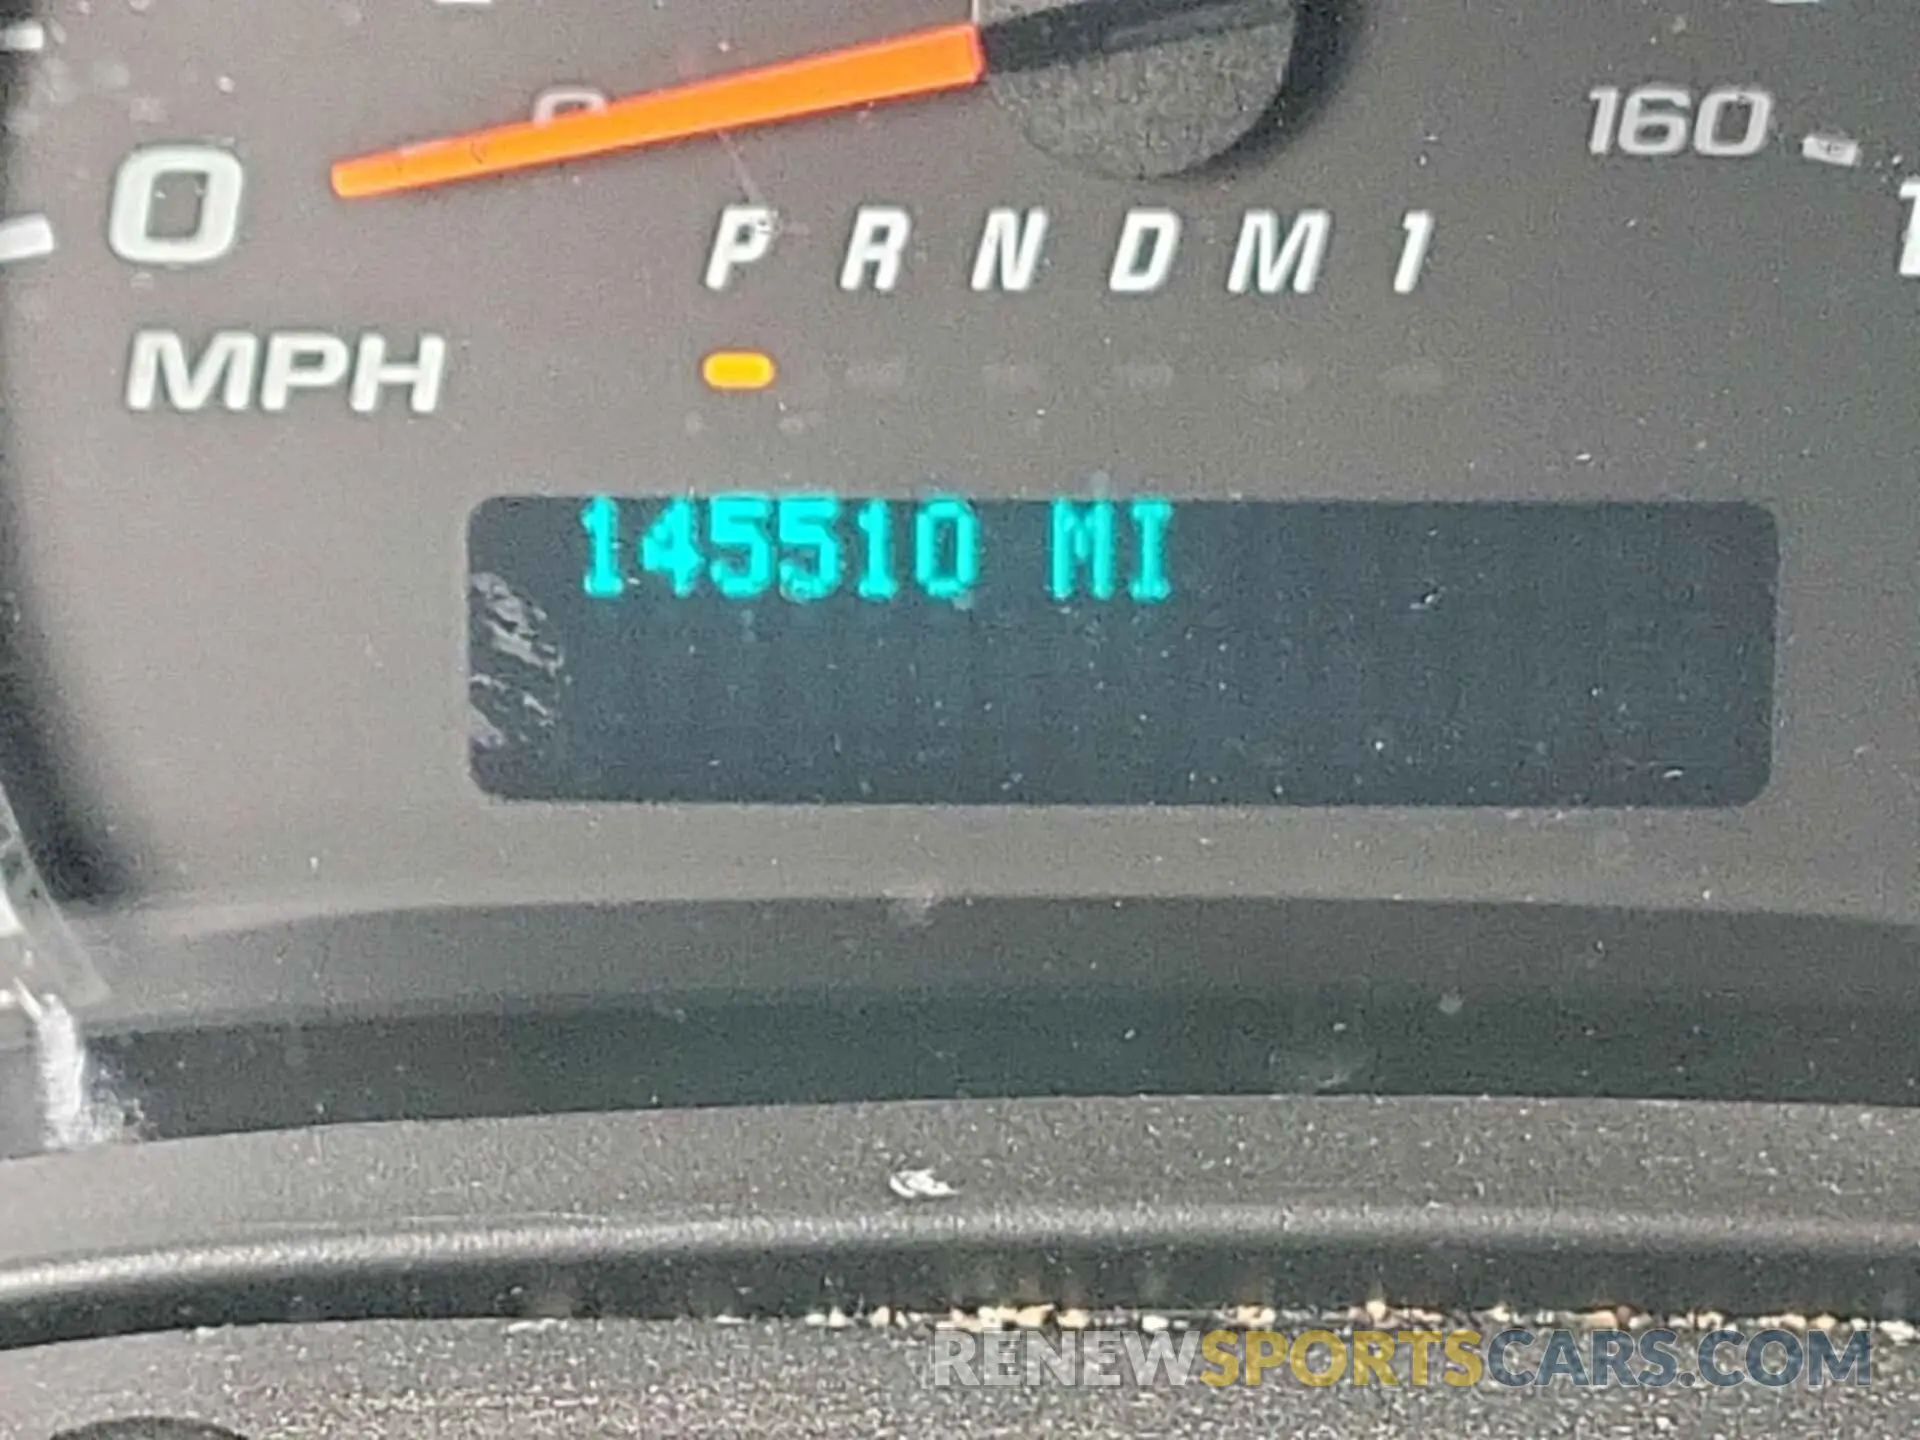 160
0
P R N D M 1
MPH
145510 MI
RENEWSPORTSCARS.COM